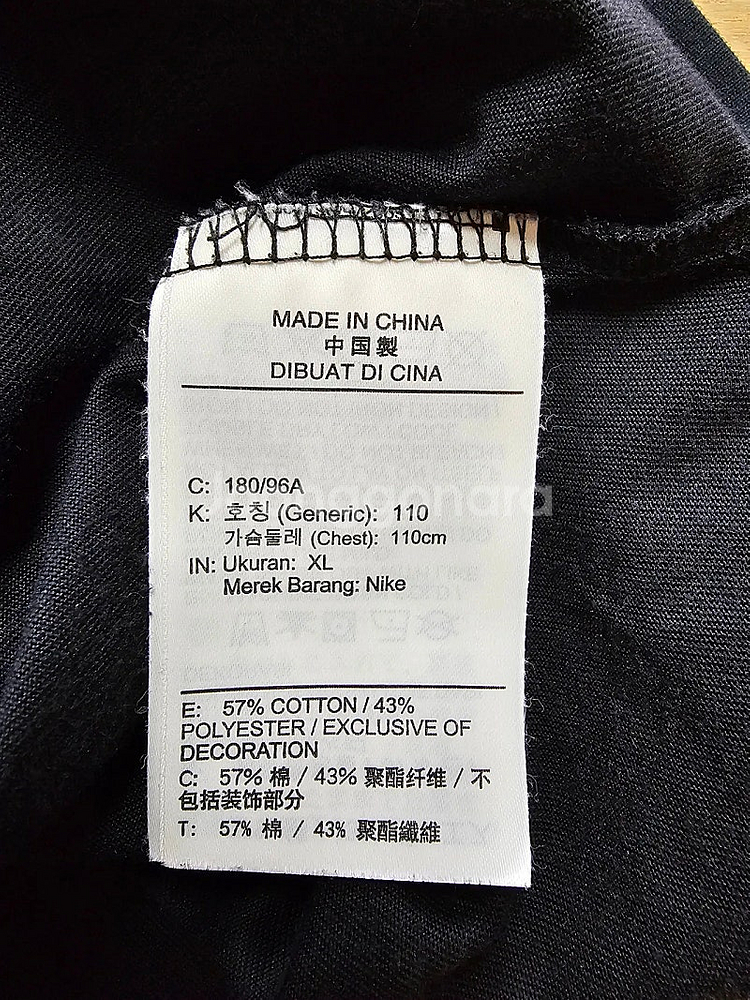 MADE IN CHINA
中国製
DIBUAT DI CINA
C: 180/96A
K: 호칭 (Generic): 110
가슴둘레 (Chest): 110cm
IN: Ukuran: XL
Merek Barang: Nike
E: 57% COTTON / 43%
POLYESTER / EXCLUSIVE OF
DECORATION
C: 57% 棉 / 43% 聚酯纤维 / 不
包括装饰部分
T: 57% 棉 / 43% 聚酯纖維